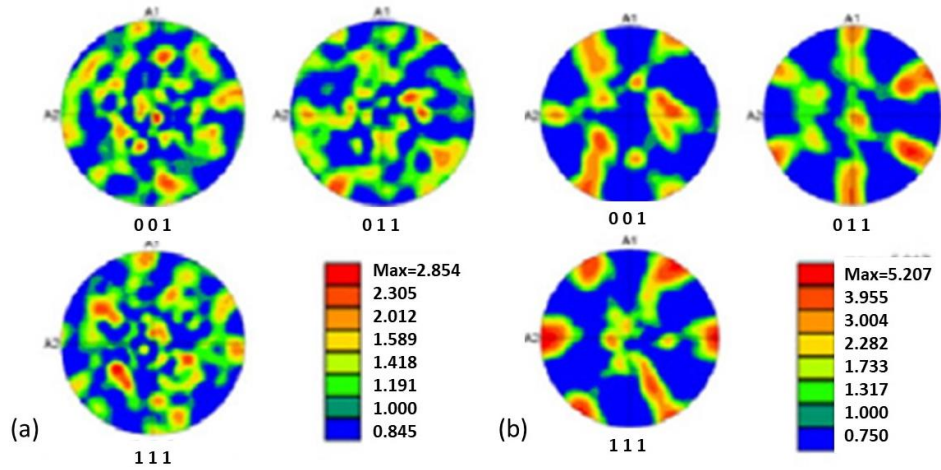 A1
A2
0 0 1
A1
0 1 1
A1
A2
0 0 1
A1
0 1 1
A1
A2
1 1 1
Max=2.854
2.305
2.012
1.589
1.418
1.191
1.000
0.845
(a)
A1
A2
1 1 1
Max=5.207
3.955
3.004
2.282
1.733
1.317
1.000
0.750
(b)